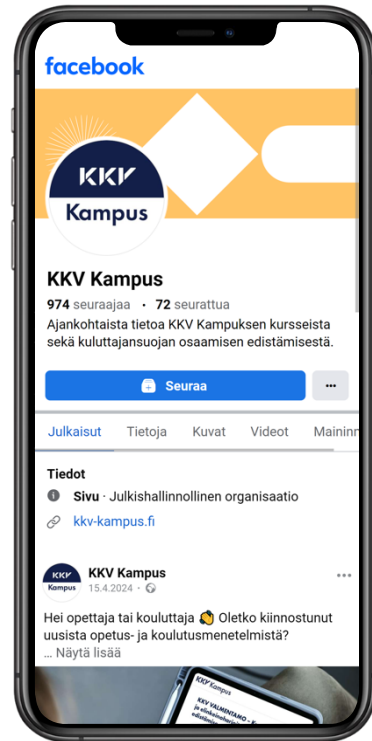 facebook
KKV
Kampus
KKV Kampus
974 seuraajaa · 72 seurattua
Ajankohtaista tietoa KKV Kampuksen kursseista
sekä kuluttajansuojan osaamisen edistämisestä.
Seuraa
Julkaisut Tietoja Kuvat Videot Maininn
Tiedot
Sivu · Julkishallinnollinen organisaatio
kkv-kampus.fi
KKV
Kampus
KKV Kampus
15.4.2024 ·
Hei opettaja tai kouluttaja 👏 Oletko kiinnostunut
uusista opetus- ja koulutusmenetelmistä?
... Näytä lisää
KKV Kampus
KKV VALMENTAMO -